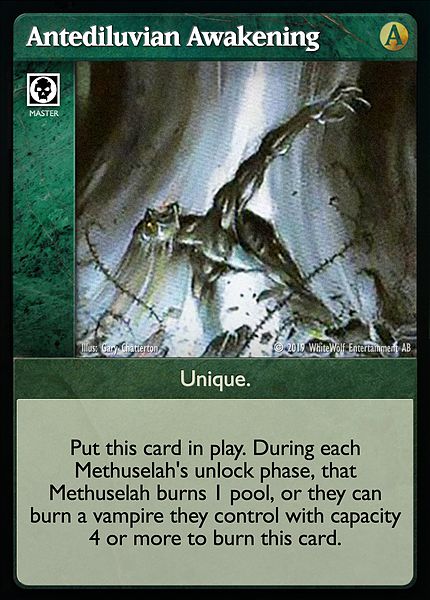 Antediluvian Awakening
A
MASTER
Illus: Gary Chatterton
© 2019 WhiteWolf Entertainment AB
Unique.
Put this card in play. During each
Methuselah's unlock phase, that
Methuselah burns 1 pool, or they can
burn a vampire they control with capacity
4 or more to burn this card.